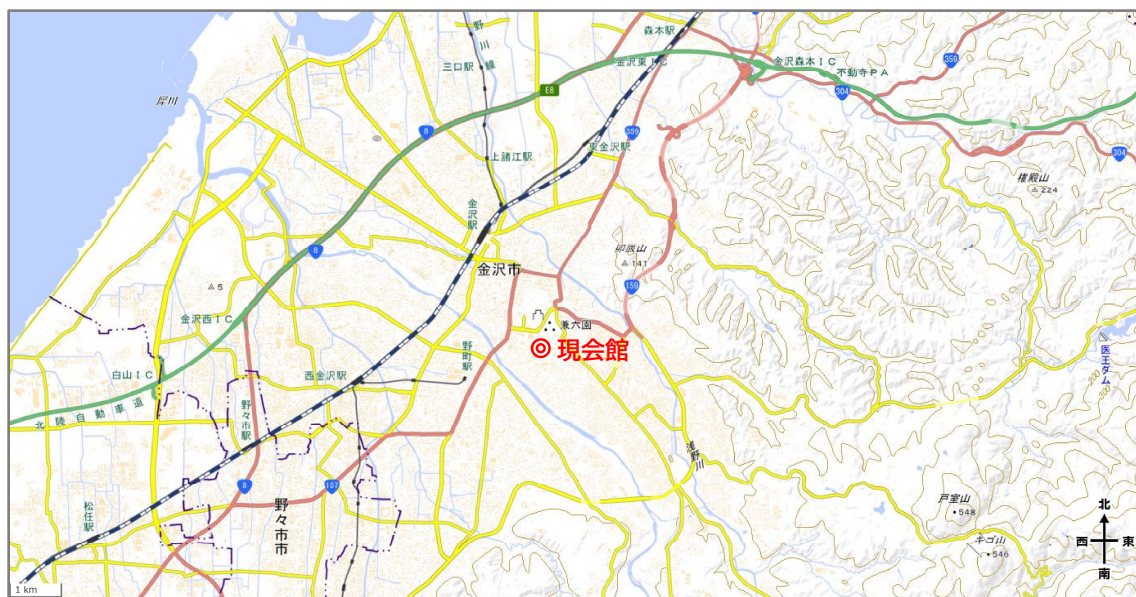 野川線
森本駅
三口駅
金沢東IC
金沢森本IC
不動寺PA
359
304
E8
犀川
8
359
上諸江駅
東金沢駅
304
権殿山
224
金沢駅
卯辰山
141
8
金沢市
159
5
兼六園
金沢西IC
現会館
野町駅
医王ダム
白山IC
西金沢駅
100
100
北陸自動車道
野々市駅
浅野川
8
157
戸室山
548
松任駅
野々市市
キゴ山
546
北
西
東
南
1 km